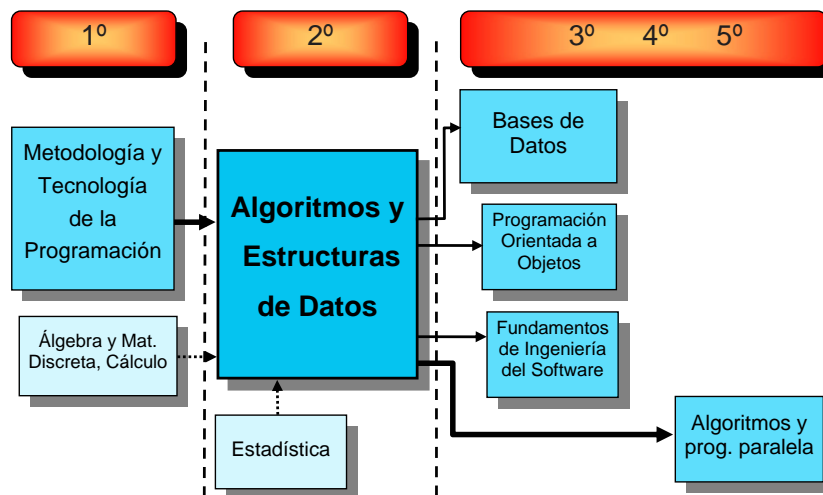 1º
2º
3º 4º 5º
Metodología y
Tecnología
de la
Programación
Álgebra y Mat.
Discreta, Cálculo
Algoritmos y
Estructuras
de Datos
Estadística
Bases de
Datos
Programación
Orientada a
Objetos
Fundamentos
de Ingeniería
del Software
Algoritmos y
prog. paralela